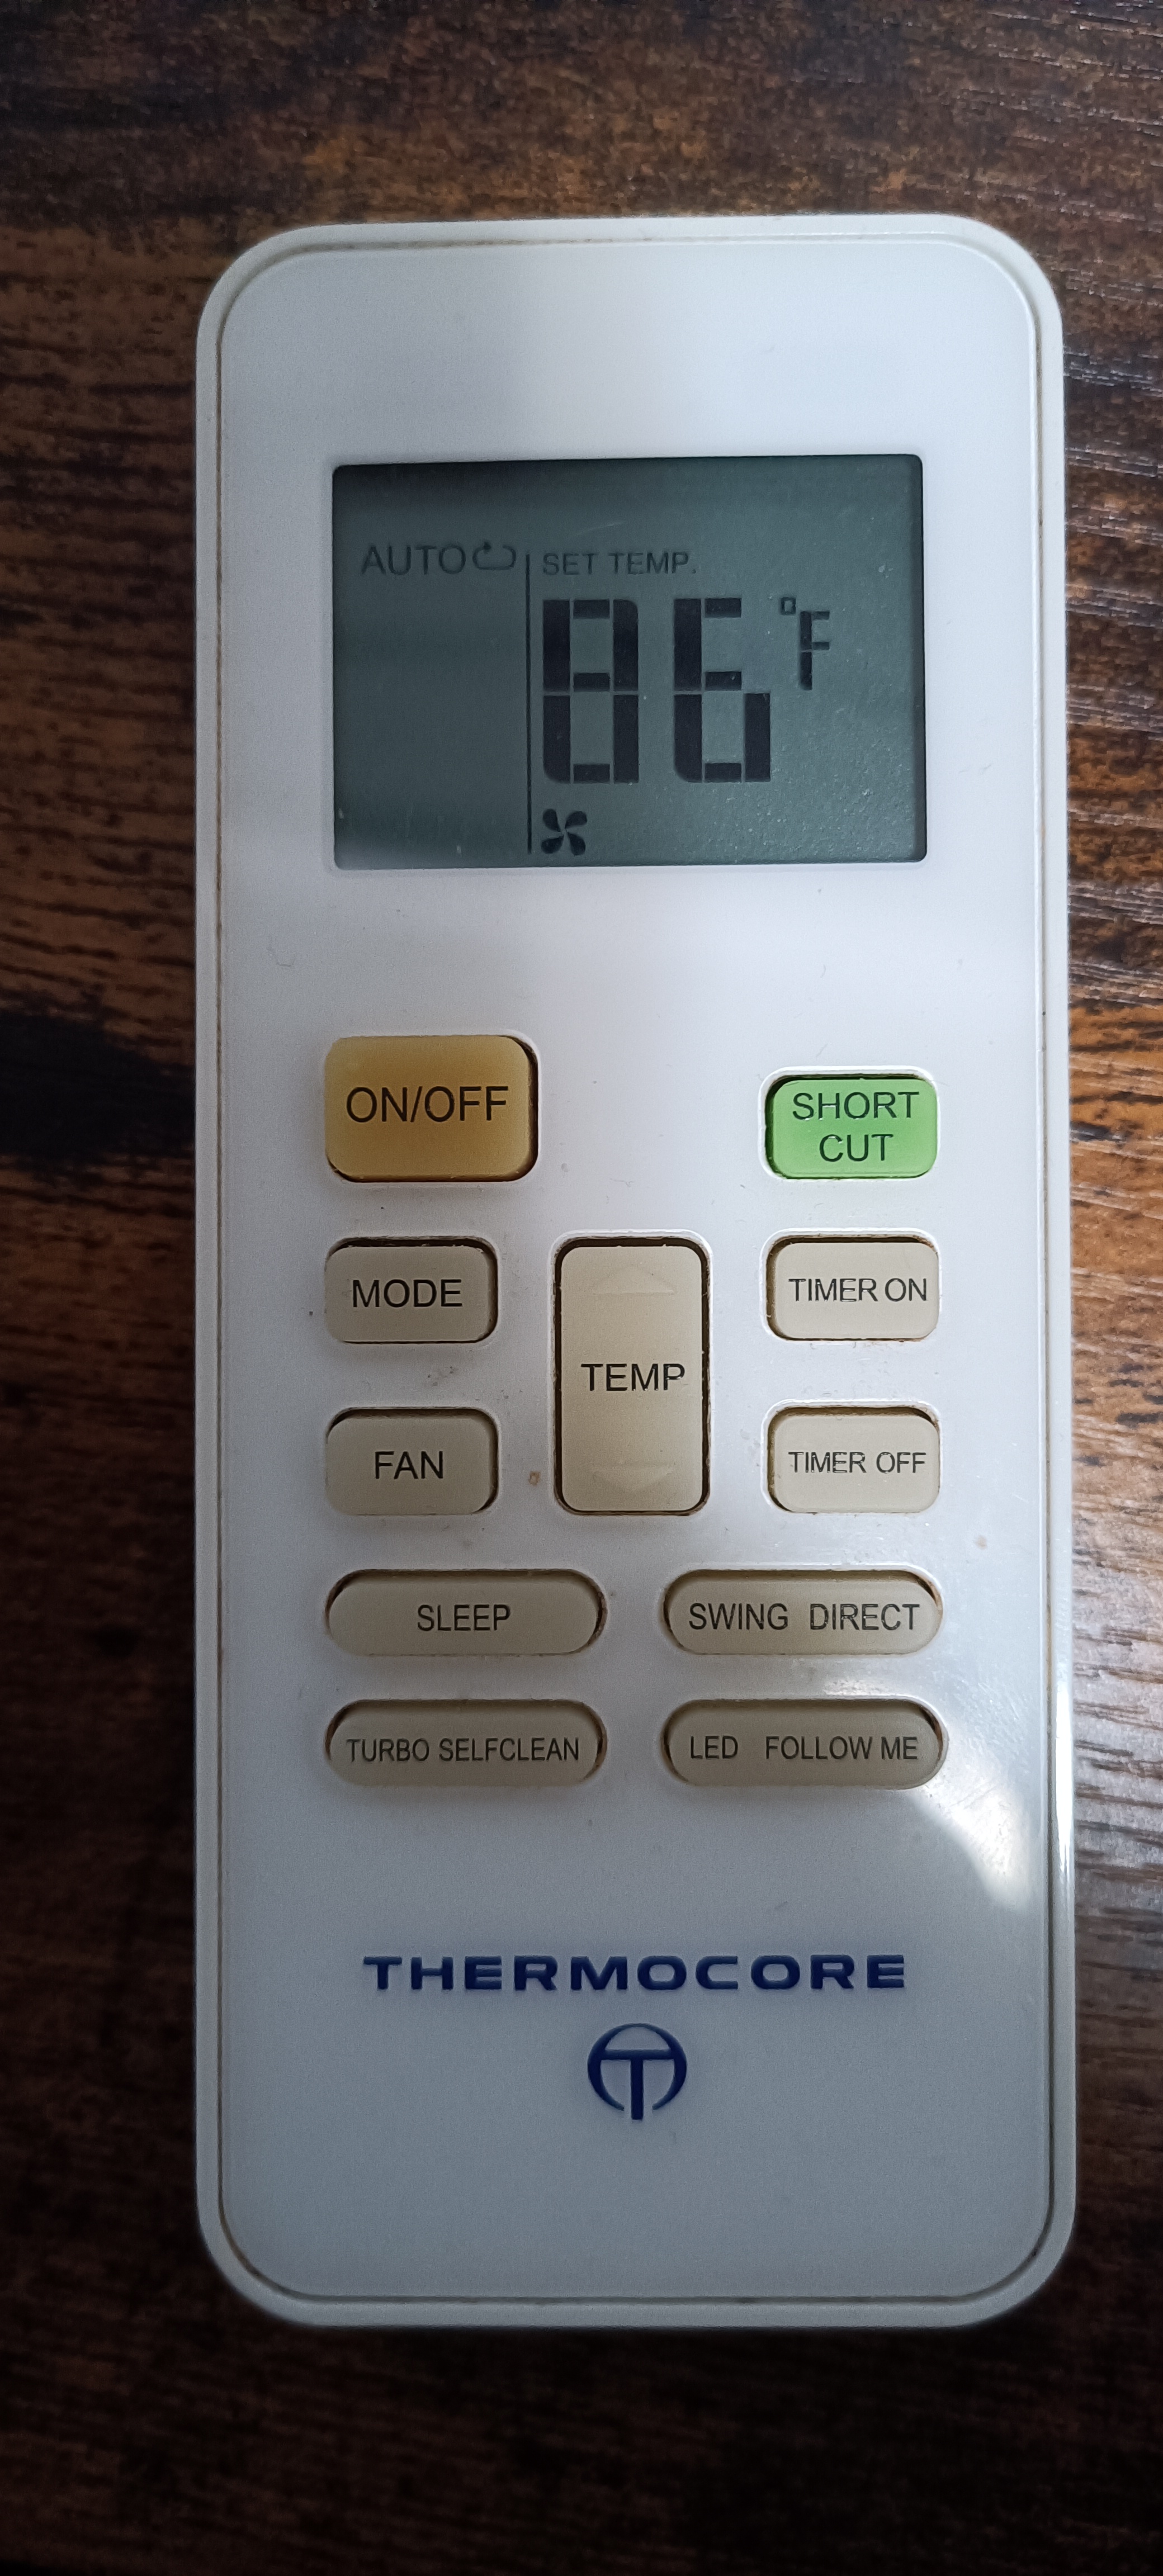 AUTO
SET TEMP.
86 °F
ON/OFF
SHORT
CUT
MODE
TEMP
TIMER ON
FAN
TIMER OFF
SLEEP
SWING DIRECT
TURBO SELFCLEAN
LED FOLLOW ME
THERMOCORE